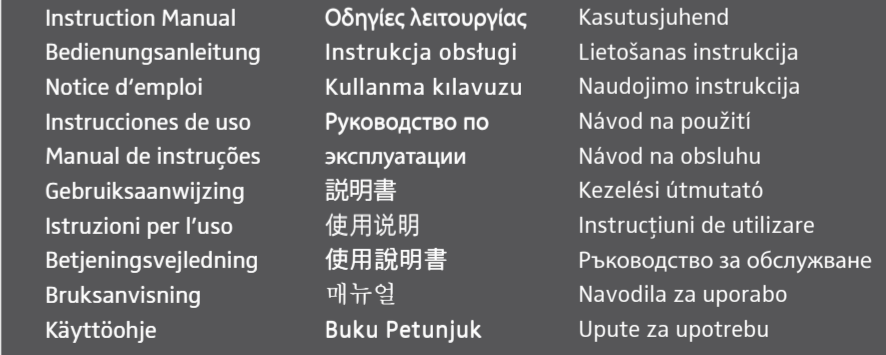 Instruction Manual
Bedienungsanleitung
Notice d‘emploi
Instrucciones de uso
Manual de instruções
Gebruiksaanwijzing
Istruzioni per l’uso
Betjeningsvejledning
Bruksanvisning
Käyttöohje
Οδηγίες λειτουργίας
Instrukcja obsługi
Kullanma kılavuzu
Руководство по
эксплуатации
説明書
使用说明
使用說明書
매뉴얼
Buku Petunjuk
Kasutusjuhend
Lietošanas instrukcija
Naudojimo instrukcija
Návod na použití
Návod na obsluhu
Kezelési útmutató
Instrucțiuni de utilizare
Ръководство за обслужване
Navodila za uporabo
Upute za upotrebu